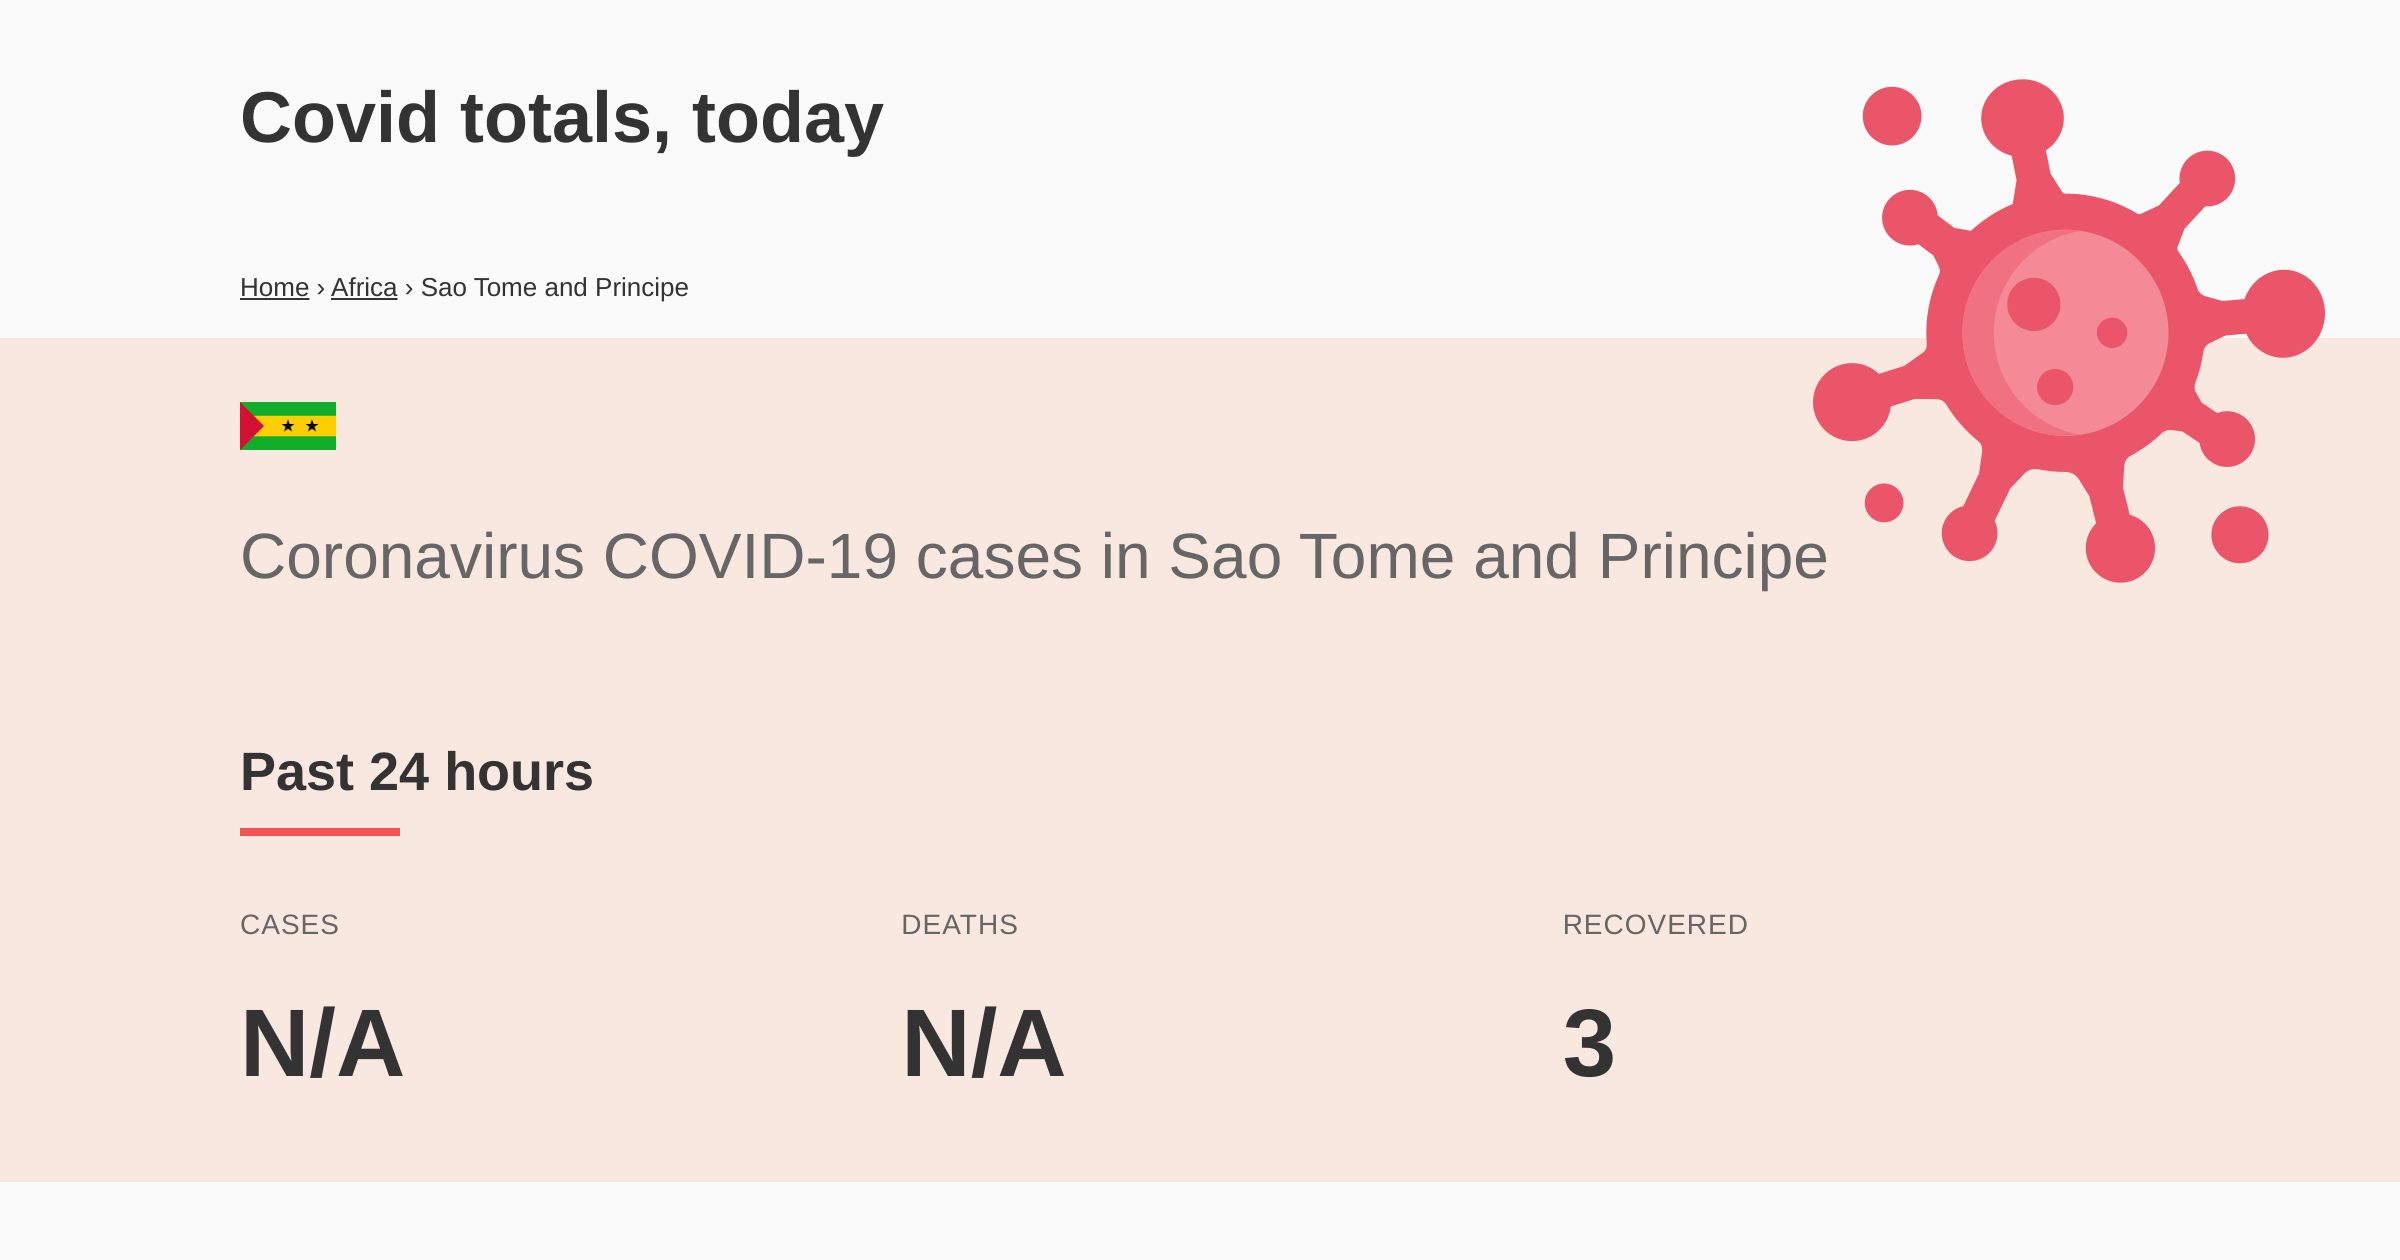 Covid totals, today
Home › Africa › Sao Tome and Principe
Coronavirus COVID-19 cases in Sao Tome and Principe
Past 24 hours
CASES DEATHS RECOVERED
N/A N/A 3